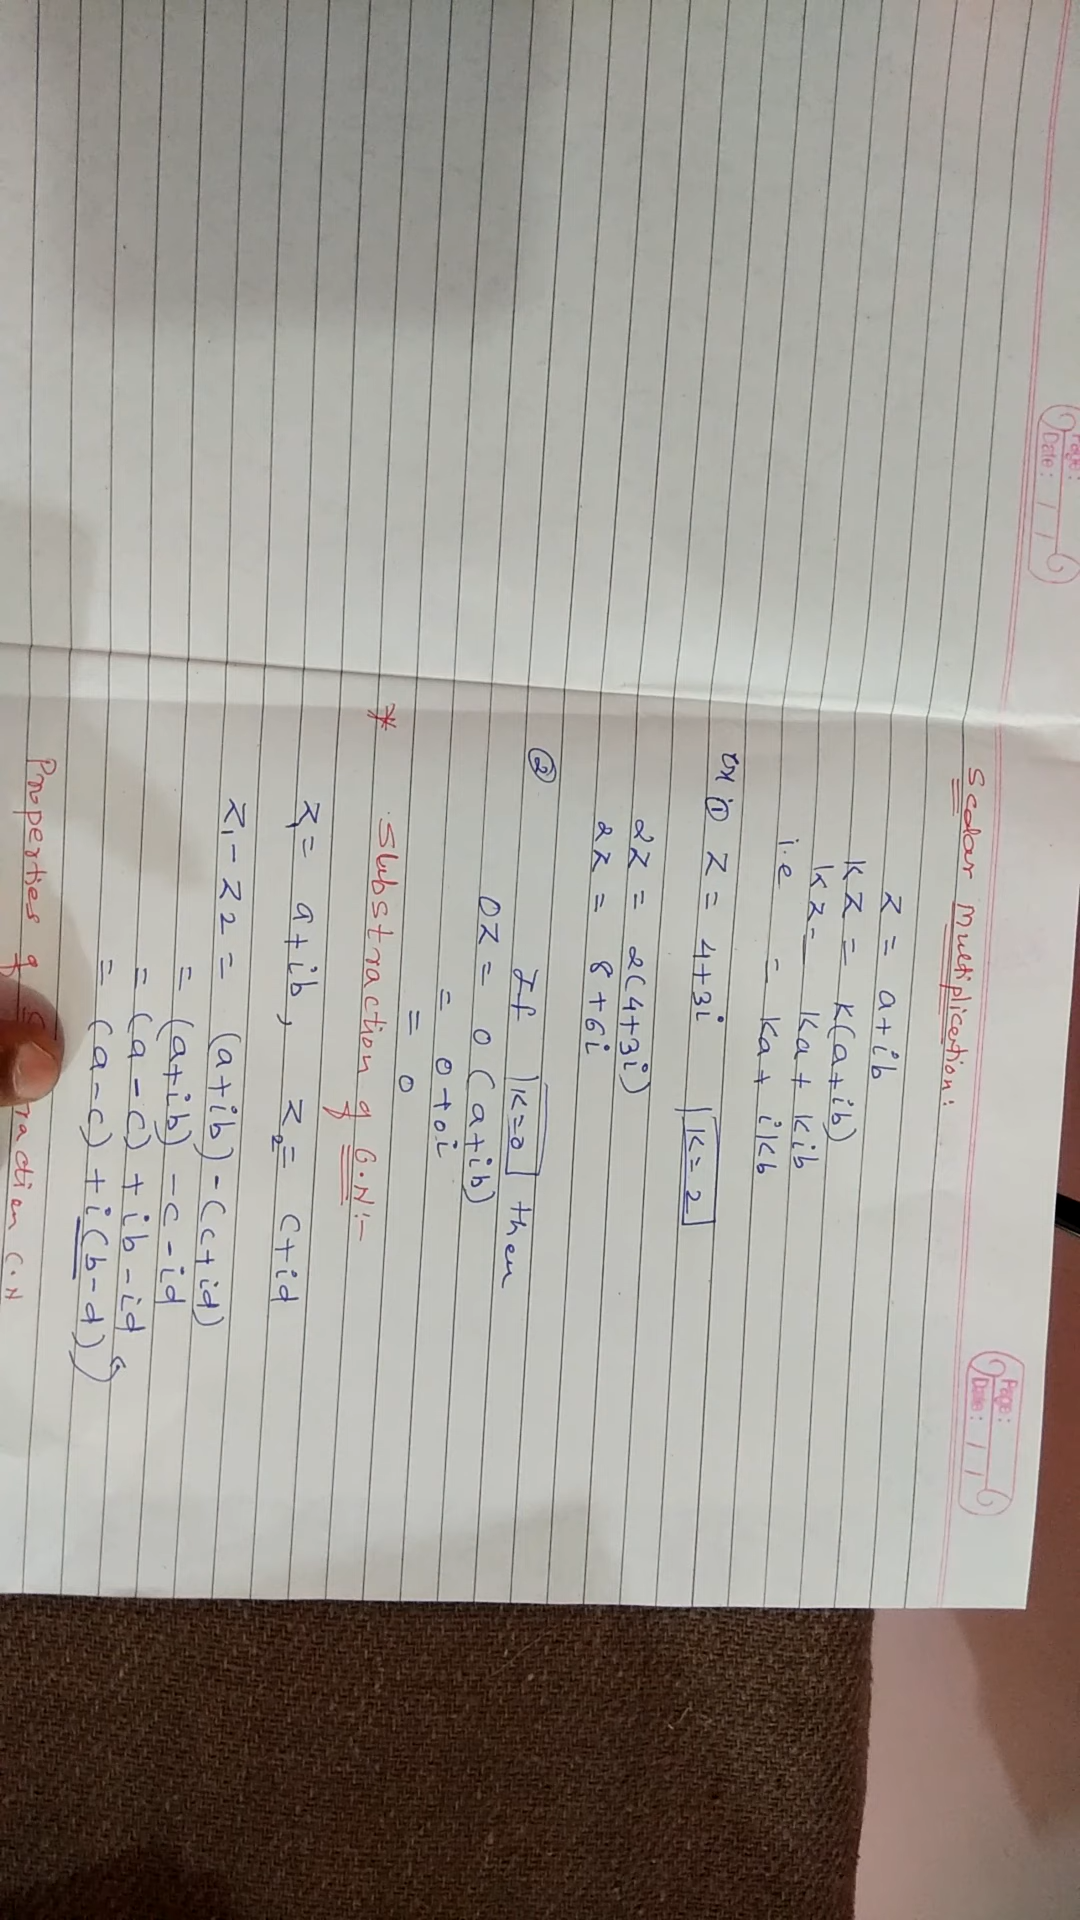 Page:
Date: / /
Page:
Date: / /
Scalar Multiplication:
z = a+ib
kz = k(a+ib)
kz = ka + kib
i.e = ka + ikb
ex ① z = 4+3i k=2
2z = 2(4+3i)
2z = 8+6i
② If k=0 then
0z = 0(a+ib)
= 0+0i
= 0
* Substraction of C.N:-
z₁ = a+ib, z₂ = c+id
z₁ - z₂ = (a+ib) - (c+id)
= (a+ib) - c - id
= (a-c) + ib - id
= (a-c) + i(b-d)
Properties of C.N